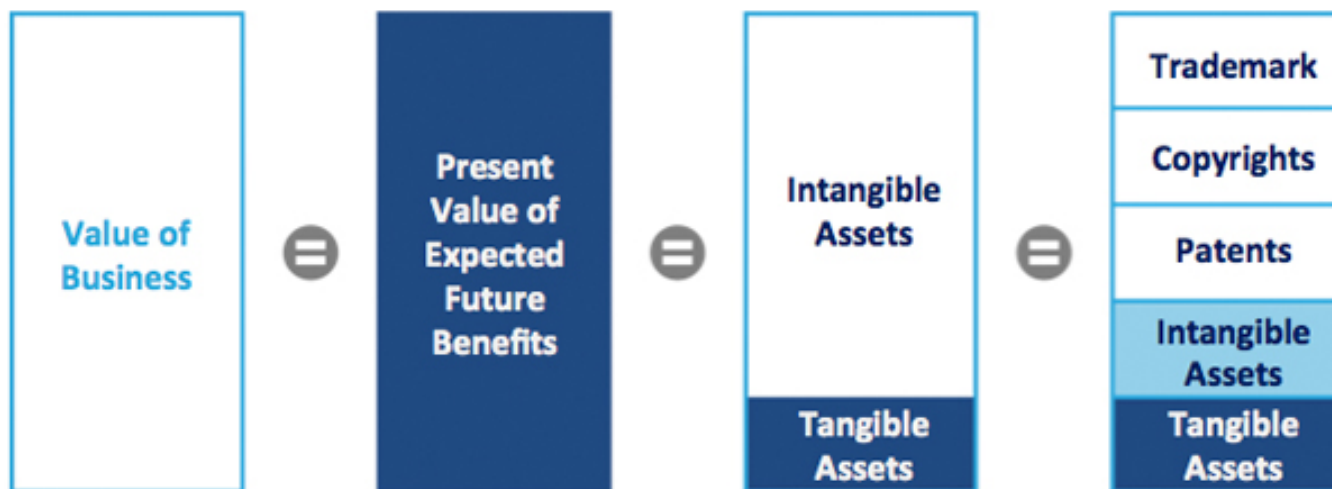 Value of
Business
=
Present
Value of
Expected
Future
Benefits
=
Intangible
Assets
Tangible
Assets
=
Trademark
Copyrights
Patents
Intangible
Assets
Tangible
Assets